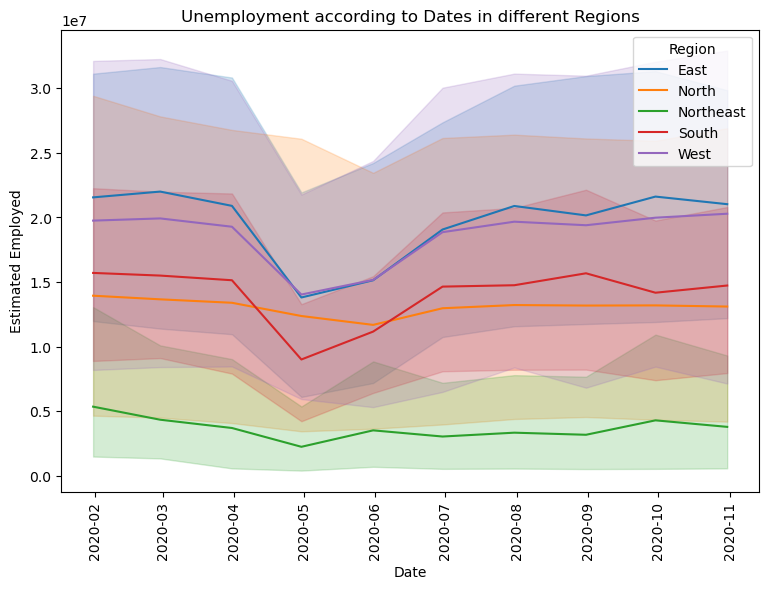 Unemployment according to Dates in different Regions
1e7
Region
East
North
Northeast
South
West
3.0
2.5
2.0
1.5
1.0
0.5
0.0
Estimated Employed
2020-02
2020-03
2020-04
2020-05
2020-06
2020-07
2020-08
2020-09
2020-10
2020-11
Date